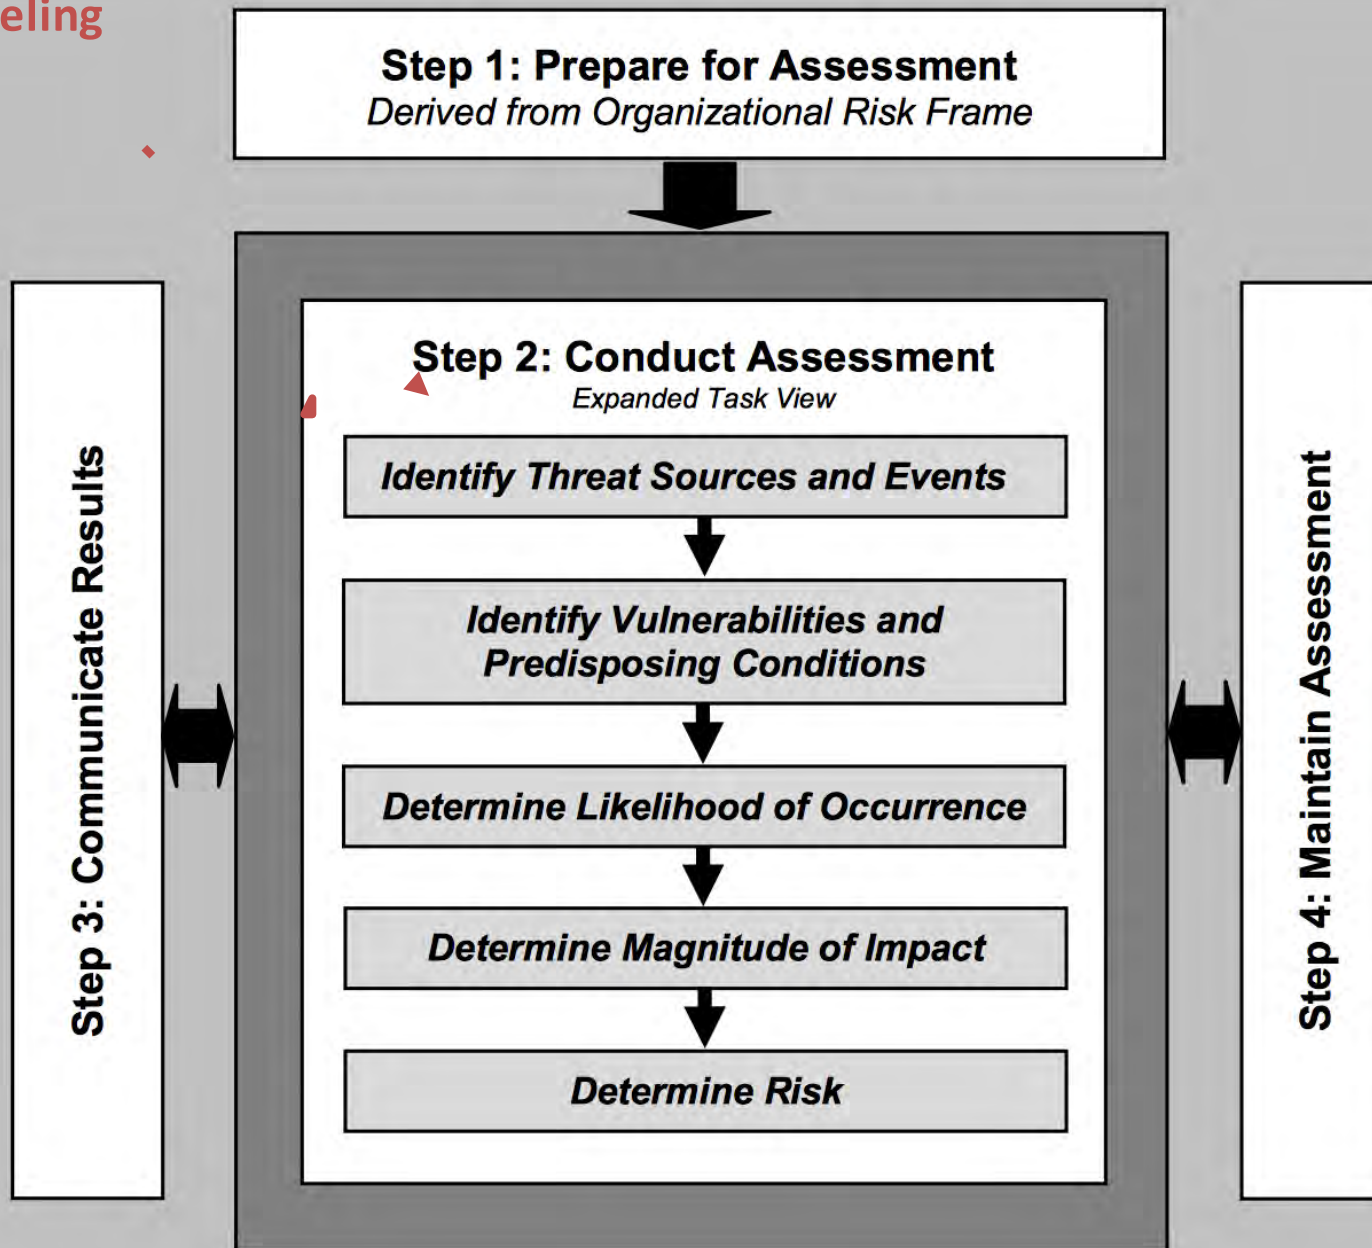 eling
Step 1: Prepare for Assessment
Derived from Organizational Risk Frame
Step 2: Conduct Assessment
Expanded Task View
Identify Threat Sources and Events
Identify Vulnerabilities and
Predisposing Conditions
Determine Likelihood of Occurrence
Determine Magnitude of Impact
Determine Risk
Step 3: Communicate Results
Step 4: Maintain Assessment